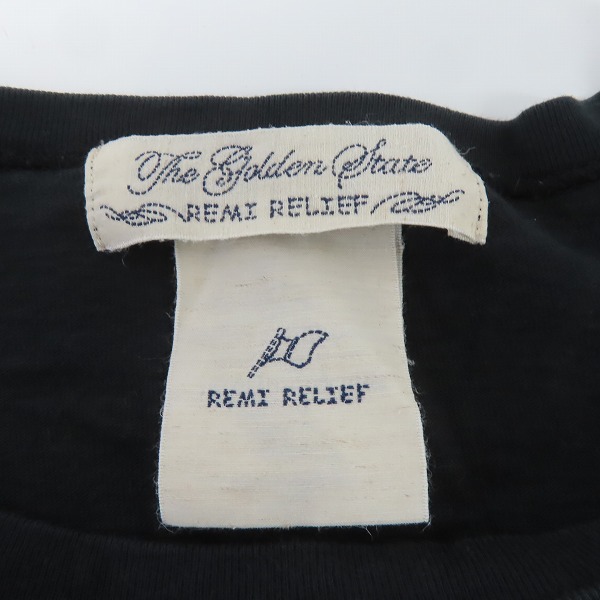 The Golden State
REMI RELIEF
REMI RELIEF